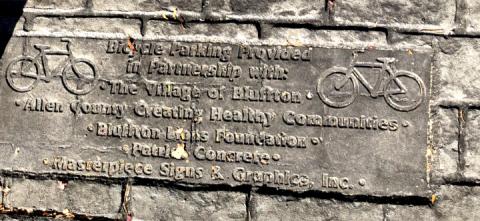 Bicycle Parking Provided
in Partnership with:
• The Village of Bluffton •
• Allen County Creating Healthy Communities •
• Bluffton Lions Foundation •
• Patrick Concrete •
• Masterpiece Signs & Graphics, Inc. •